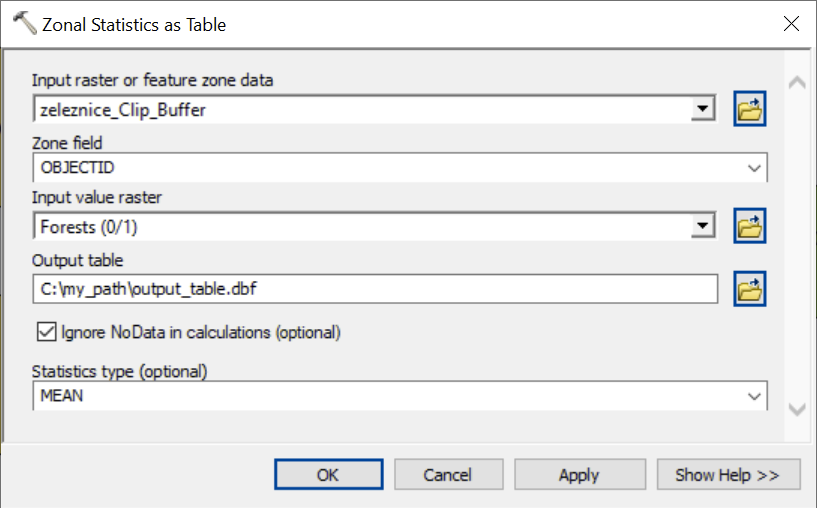 Zonal Statistics as Table
Input raster or feature zone data
zeleznice_Clip_Buffer
Zone field
OBJECTID
Input value raster
Forests (0/1)
Output table
C:\my_path\output_table.dbf
Ignore NoData in calculations (optional)
Statistics type (optional)
MEAN
OK Cancel Apply Show Help >>